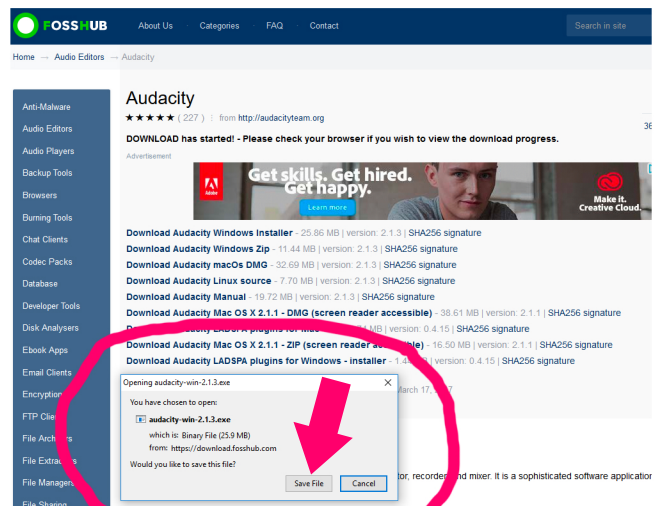 FOSSHUB About Us Categories FAQ Contact Search in site
Home → Audio Editors → Audacity
Anti-Malware
Audio Editors
Audio Players
Backup Tools
Browsers
Burning Tools
Chat Clients
Codec Packs
Database
Developer Tools
Disk Analysers
Ebook Apps
Email Clients
Encryption
FTP
File
File
File Managers
File Sharing
Audacity
★★★★★ ( 227 ) | from http://audacityteam.org
36
DOWNLOAD has started! - Please check your browser if you wish to view the download progress.
Advertisement
Adobe
Get skills. Get hired.
Get happy.
Learn more
Make it.
Creative Cloud.
Download Audacity Windows Installer - 25.86 MB | version: 2.1.3 | SHA256 signature
Download Audacity Windows Zip - 11.44 MB | version: 2.1.3 | SHA256 signature
Download Audacity macOs DMG - 32.69 MB | version: 2.1.3 | SHA256 signature
Download Audacity Linux source - 7.70 MB | version: 2.1.3 | SHA256 signature
Download Audacity Manual - 19.72 MB | version: 2.1.3 | SHA256 signature
Download Audacity Mac OS X 2.1.1 - DMG (screen reader accessible) - 38.61 MB | version: 2.1.1 | SHA256 signature
Download Audacity LADSPA plugins for MB | version: 0.4.15 | SHA256 signature
Download Audacity Mac OS X 2.1.1 - ZIP (screen reader - 16.50 MB | version: 2.1.1 | SHA256 signature
Download Audacity LADSPA plugins for Windows - installer - | version: 0.4.15 | SHA256 signature
March 17,
Opening audacity-win-2.1.3.exe
You have chosen to open:
audacity-win-2.1.3.exe
which is: Binary File (25.9 MB)
from: https://download.fosshub.com
Would you like to save this file?
Save File Cancel
recorder and mixer. It is a sophisticated software application